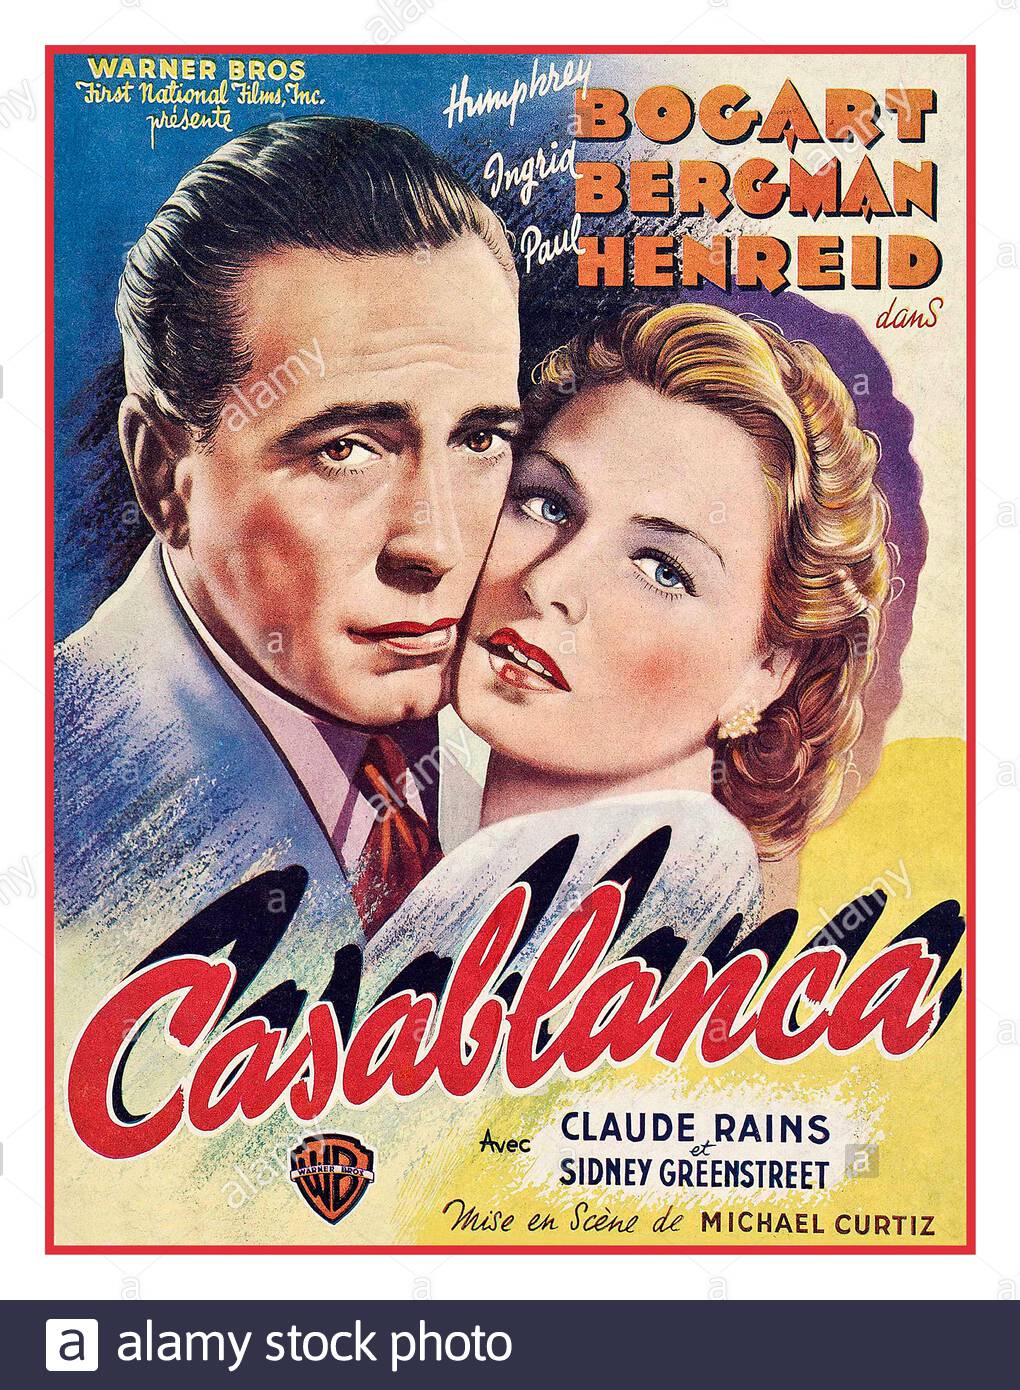 WARNER BROS
First National Films, Inc.
présente
Humphrey BOGART
Ingrid BERGMAN
Paul HENREID
dans
Casablanca
WARNER BROS
WB
Avec CLAUDE RAINS
et
SIDNEY GREENSTREET
Mise en Scène de MICHAEL CURTIZ
alamy
a alamy stock photo